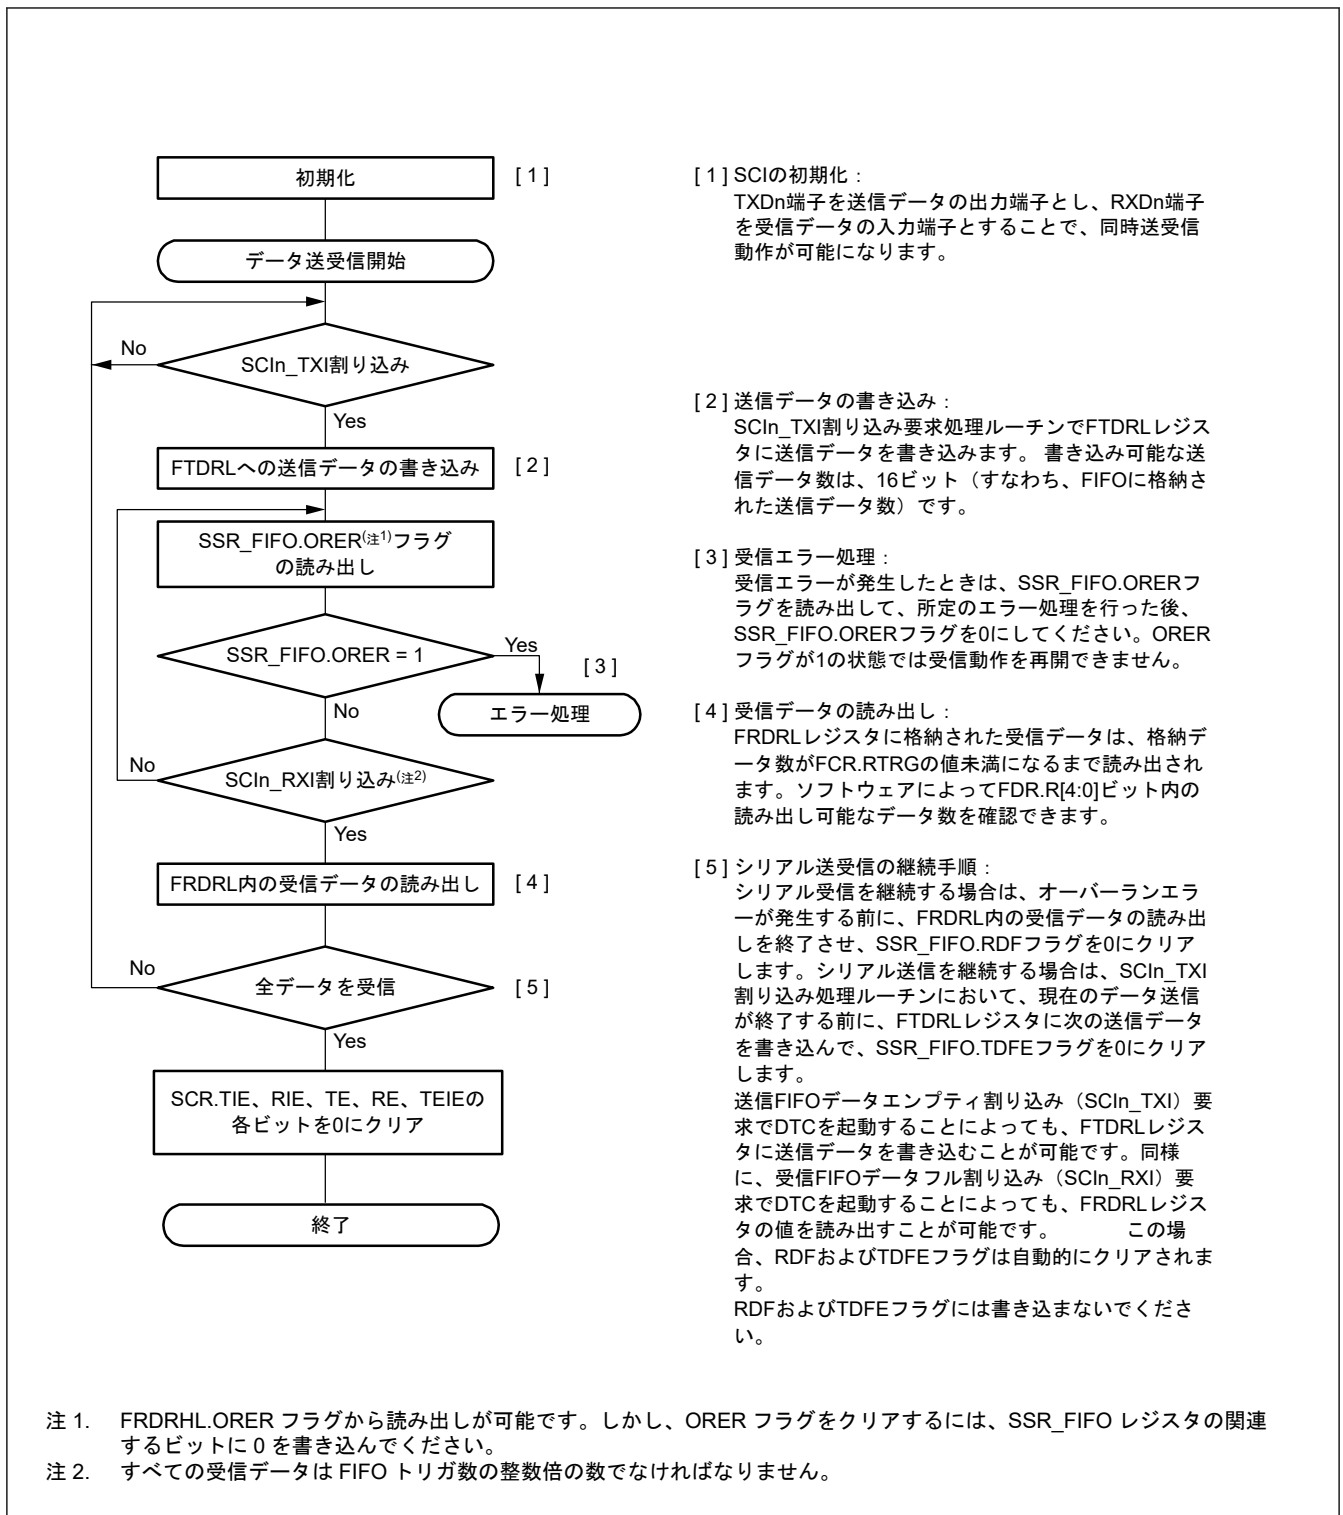 初期化
[ 1 ]
データ送受信開始
No
SCIn_TXI割り込み
Yes
FTDRLへの送信データの書き込み
[ 2 ]
SSR_FIFO.ORER(注1)フラグ
の読み出し
SSR_FIFO.ORER = 1
Yes
[ 3 ]
エラー処理
No
No
SCIn_RXI割り込み(注2)
Yes
FRDRL内の受信データの読み出し
[ 4 ]
No
全データを受信
[ 5 ]
Yes
SCR.TIE、RIE、TE、RE、TEIEの
各ビットを0にクリア
終了
[ 1 ] SCIの初期化：
TXDn端子を送信データの出力端子とし、RXDn端子
を受信データの入力端子とすることで、同時送受信
動作が可能になります。
[ 2 ] 送信データの書き込み：
SCIn_TXI割り込み要求処理ルーチンでFTDRLレジス
タに送信データを書き込みます。 書き込み可能な送
信データ数は、16ビット（すなわち、FIFOに格納さ
れた送信データ数）です。
[ 3 ] 受信エラー処理：
受信エラーが発生したときは、SSR_FIFO.ORERフ
ラグを読み出して、所定のエラー処理を行った後、
SSR_FIFO.ORERフラグを0にしてください。ORER
フラグが1の状態では受信動作を再開できません。
[ 4 ] 受信データの読み出し：
FRDRLレジスタに格納された受信データは、格納デ
ータ数がFCR.RTRGの値未満になるまで読み出され
ます。ソフトウェアによってFDR.R[4:0]ビット内の
読み出し可能なデータ数を確認できます。
[ 5 ] シリアル送受信の継続手順：
シリアル受信を継続する場合は、オーバーランエラ
ーが発生する前に、FRDRL内の受信データの読み出
しを終了させ、SSR_FIFO.RDFフラグを0にクリア
します。シリアル送信を継続する場合は、SCIn_TXI
割り込み処理ルーチンにおいて、現在のデータ送信
が終了する前に、FTDRLレジスタに次の送信データ
を書き込んで、SSR_FIFO.TDFEフラグを0にクリア
します。
送信FIFOデータエンプティ割り込み（SCIn_TXI）要
求でDTCを起動することによっても、FTDRLレジス
タに送信データを書き込むことが可能です。同様
に、受信FIFOデータフル割り込み（SCIn_RXI）要
求でDTCを起動することによっても、FRDRLレジス
タの値を読み出すことが可能です。 この場
合、RDFおよびTDFEフラグは自動的にクリアされま
す。
RDFおよびTDFEフラグには書き込まないでくださ
い。
注 1. FRDRHL.ORER フラグから読み出しが可能です。しかし、ORER フラグをクリアするには、SSR_FIFO レジスタの関連
するビットに 0 を書き込んでください。
注 2. すべての受信データは FIFO トリガ数の整数倍の数でなければなりません。